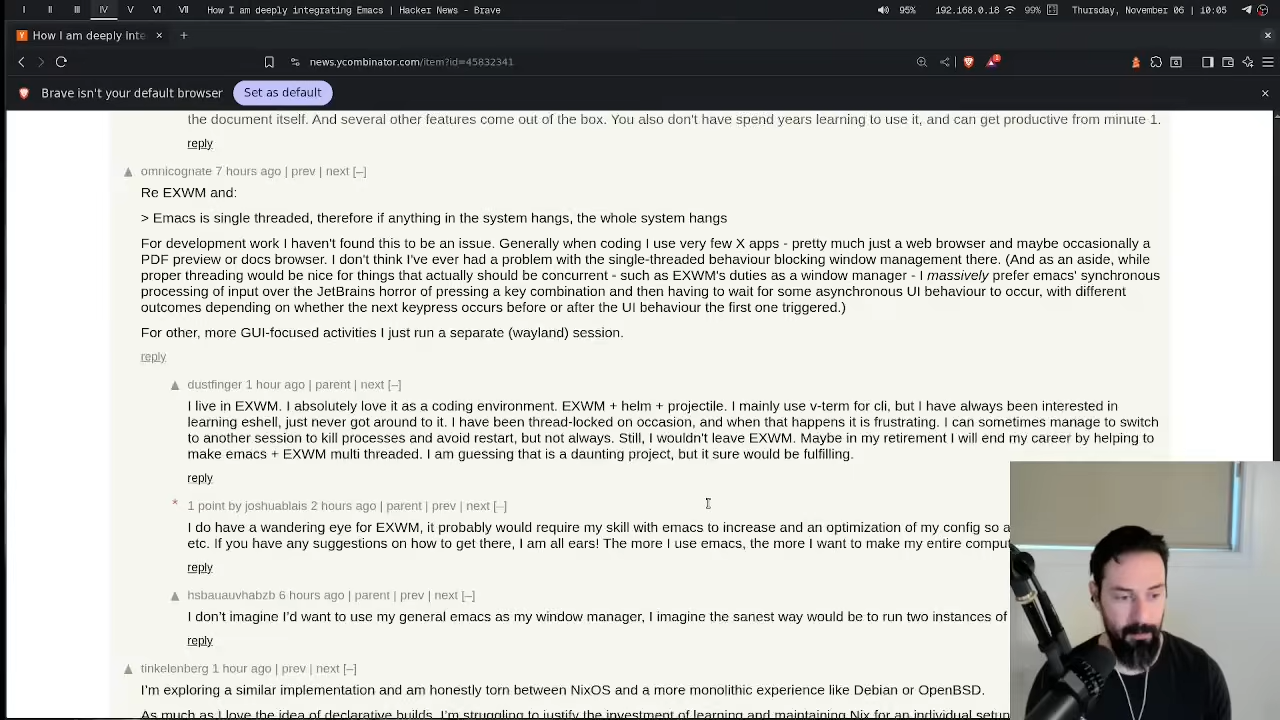 I II III IV V VI VII How I am deeply integrating Emacs | Hacker News - Brave 95% 192.168.0.18 99% Thursday, November 06 | 10:05
How I am deeply inte
news.ycombinator.com/item?id=45832341
Brave isn't your default browser Set as default
the document itself. And several other features come out of the box. You also don't have spend years learning to use it, and can get productive from minute 1.
reply
omnicognate 7 hours ago | prev | next [–]
Re EXWM and:
> Emacs is single threaded, therefore if anything in the system hangs, the whole system hangs
For development work I haven't found this to be an issue. Generally when coding I use very few X apps - pretty much just a web browser and maybe occasionally a
PDF preview or docs browser. I don't think I've ever had a problem with the single-threaded behaviour blocking window management there. (And as an aside, while
proper threading would be nice for things that actually should be concurrent - such as EXWM's duties as a window manager - I massively prefer emacs' synchronous
processing of input over the JetBrains horror of pressing a key combination and then having to wait for some asynchronous UI behaviour to occur, with different
outcomes depending on whether the next keypress occurs before or after the UI behaviour the first one triggered.)
For other, more GUI-focused activities I just run a separate (wayland) session.
reply
dustfinger 1 hour ago | parent | next [–]
I live in EXWM. I absolutely love it as a coding environment. EXWM + helm + projectile. I mainly use v-term for cli, but I have always been interested in
learning eshell, just never got around to it. I have been thread-locked on occasion, and when that happens it is frustrating. I can sometimes manage to switch
to another session to kill processes and avoid restart, but not always. Still, I wouldn't leave EXWM. Maybe in my retirement I will end my career by helping to
make emacs + EXWM multi threaded. I am guessing that is a daunting project, but it sure would be fulfilling.
reply
* 1 point by joshuablais 2 hours ago | parent | prev | next [–]
I do have a wandering eye for EXWM, it probably would require my skill with emacs to increase and an optimization of my config so a
etc. If you have any suggestions on how to get there, I am all ears! The more I use emacs, the more I want to make my entire comput
reply
hsbauauvhabzb 6 hours ago | parent | prev | next [–]
I don't imagine I'd want to use my general emacs as my window manager, I imagine the sanest way would be to run two instances of
reply
tinkelenberg 1 hour ago | prev | next [–]
I'm exploring a similar implementation and am honestly torn between NixOS and a more monolithic experience like Debian or OpenBSD.
As much as I love the idea of declarative builds, I'm struggling to justify the investment of learning and maintaining Nix for an individual setup